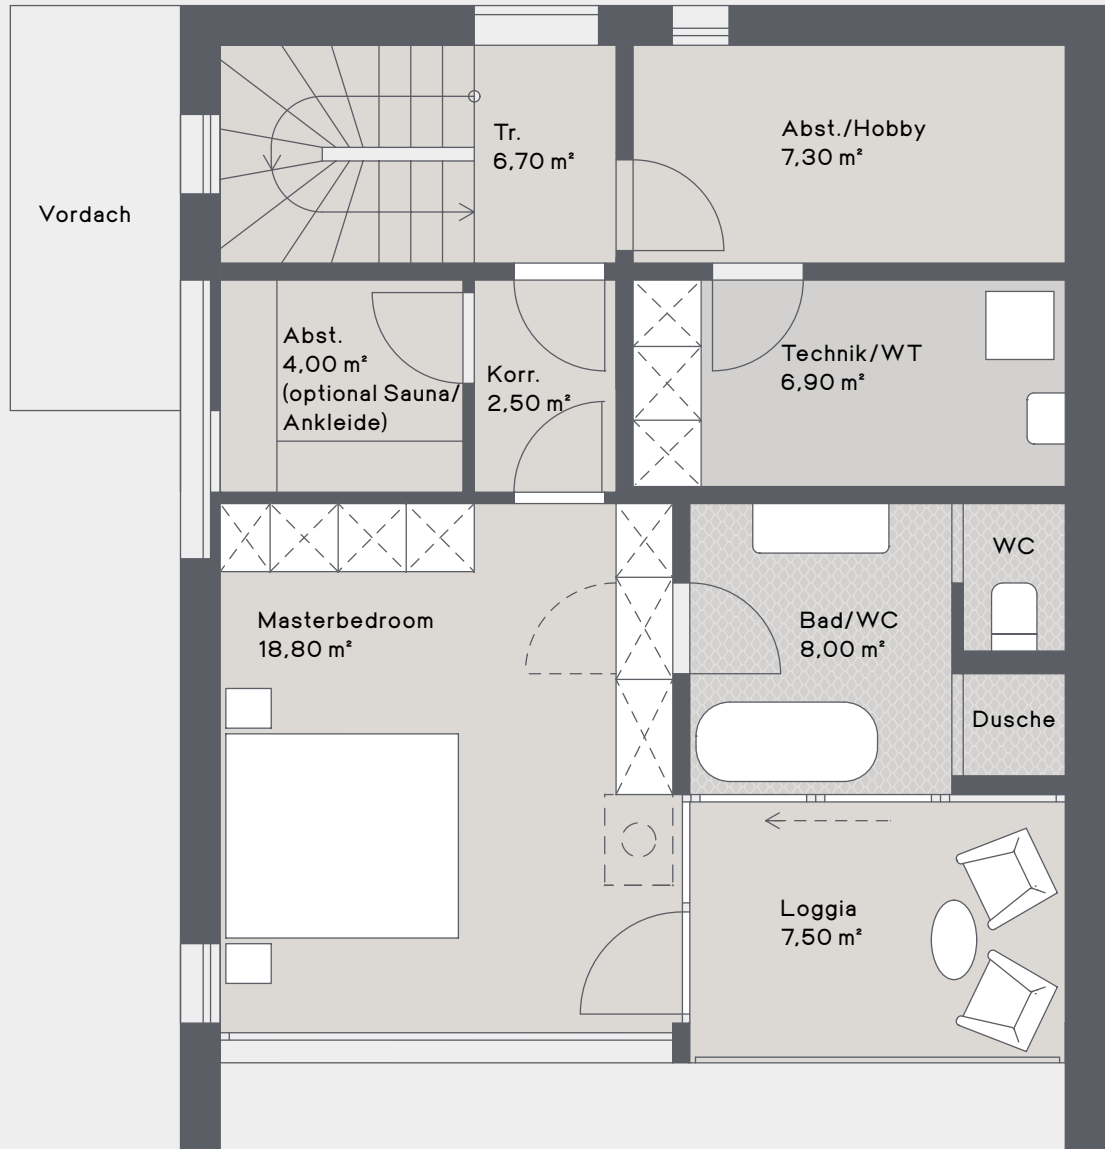 Tr.
6,70 m²
Abst./Hobby
7,30 m²
Vordach
Abst.
4,00 m²
(optional Sauna/
Ankleide)
Korr.
2,50 m²
Technik/WT
6,90 m²
WC
Masterbedroom
18,80 m²
Bad/WC
8,00 m²
Dusche
Loggia
7,50 m²